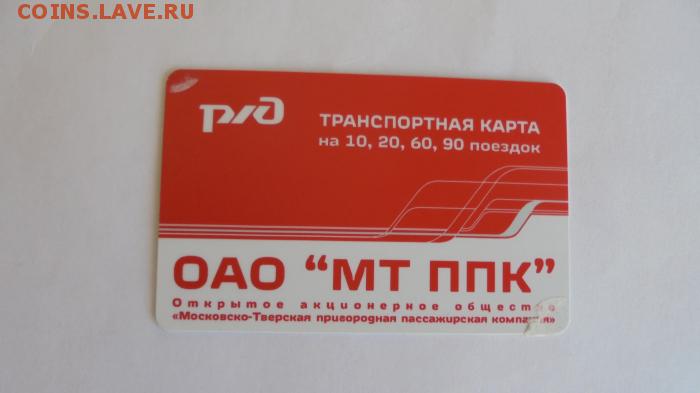 COINS.LAVE.RU
РЖД
ТРАНСПОРТНАЯ КАРТА
на 10, 20, 60, 90 поездок
ОАО “МТ ППК”
Открытое акционерное общество
«Московско-Тверская пригородная пассажирская компания»